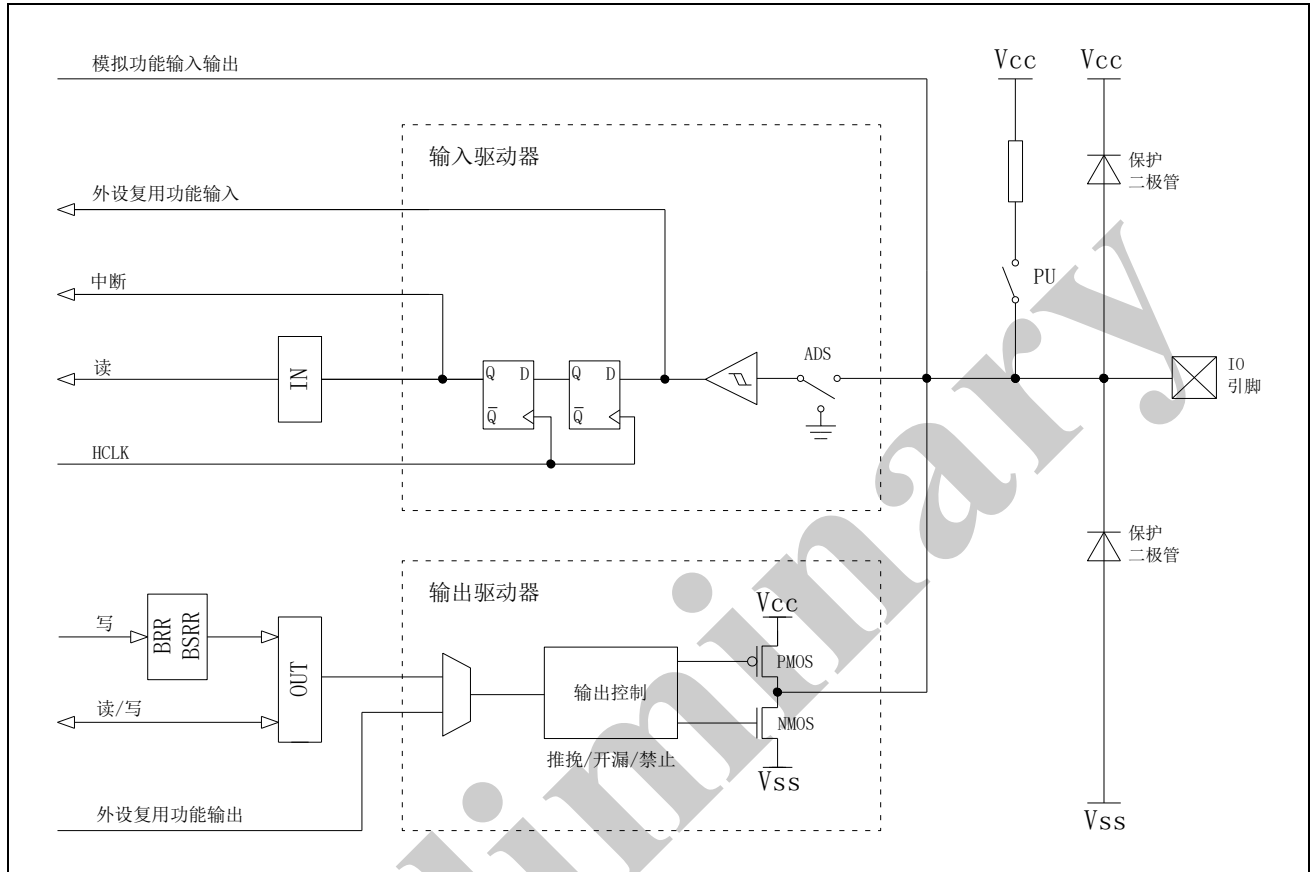 模拟功能输入输出
Vcc
Vcc
输入驱动器
保护
二极管
外设复用功能输入
中断
PU
ADS
读
IN
Q D
Q D
Q̅
Q̅
IO
引脚
HCLK
保护
二极管
输出驱动器
Vcc
写
BRR
BSRR
OUT
PMOS
输出控制
读/写
NMOS
推挽/开漏/禁止
Vss
外设复用功能输出
Vss
liminary